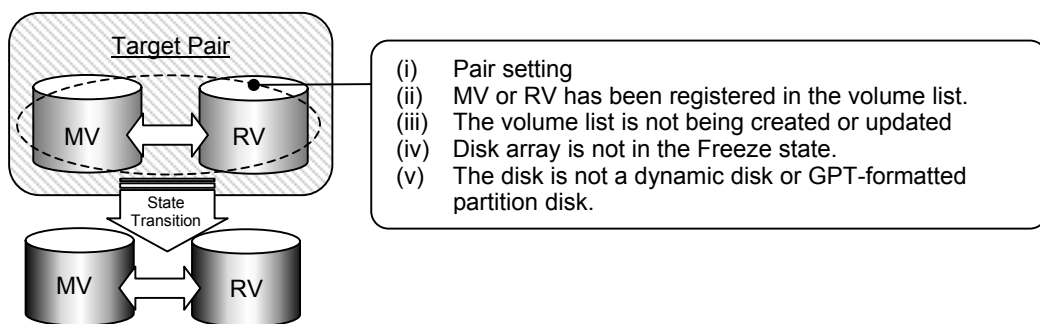 Target Pair
MV
RV
State
Transition
MV
RV
(i) Pair setting
(ii) MV or RV has been registered in the volume list.
(iii) The volume list is not being created or updated
(iv) Disk array is not in the Freeze state.
(v) The disk is not a dynamic disk or GPT-formatted
partition disk.